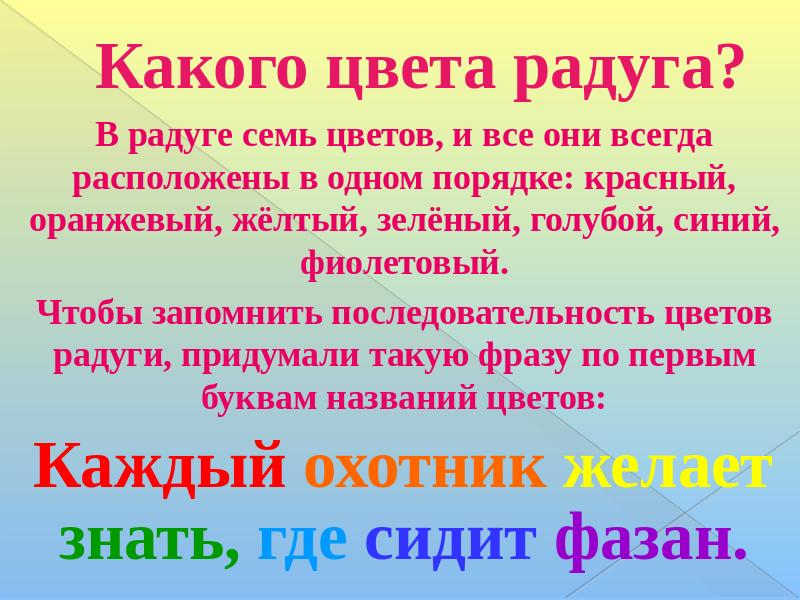 Какого цвета радуга?
В радуге семь цветов, и все они всегда
расположены в одном порядке: красный,
оранжевый, жёлтый, зелёный, голубой, синий,
фиолетовый.
Чтобы запомнить последовательность цветов
радуги, придумали такую фразу по первым
буквам названий цветов:
Каждый охотник желает
знать, где сидит фазан.